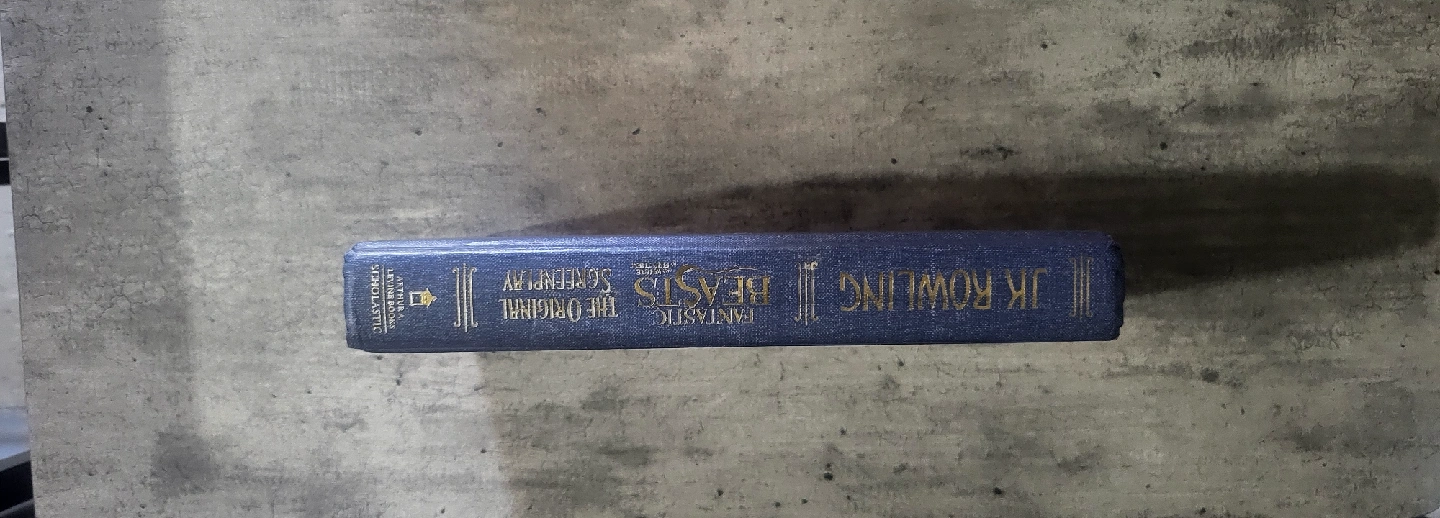 J.K. ROWLING
FANTASTIC
BEASTS
AND WHERE
TO FIND THEM
THE ORIGINAL
SCREENPLAY
ARTHUR A.
LEVINE BOOKS
SCHOLASTIC